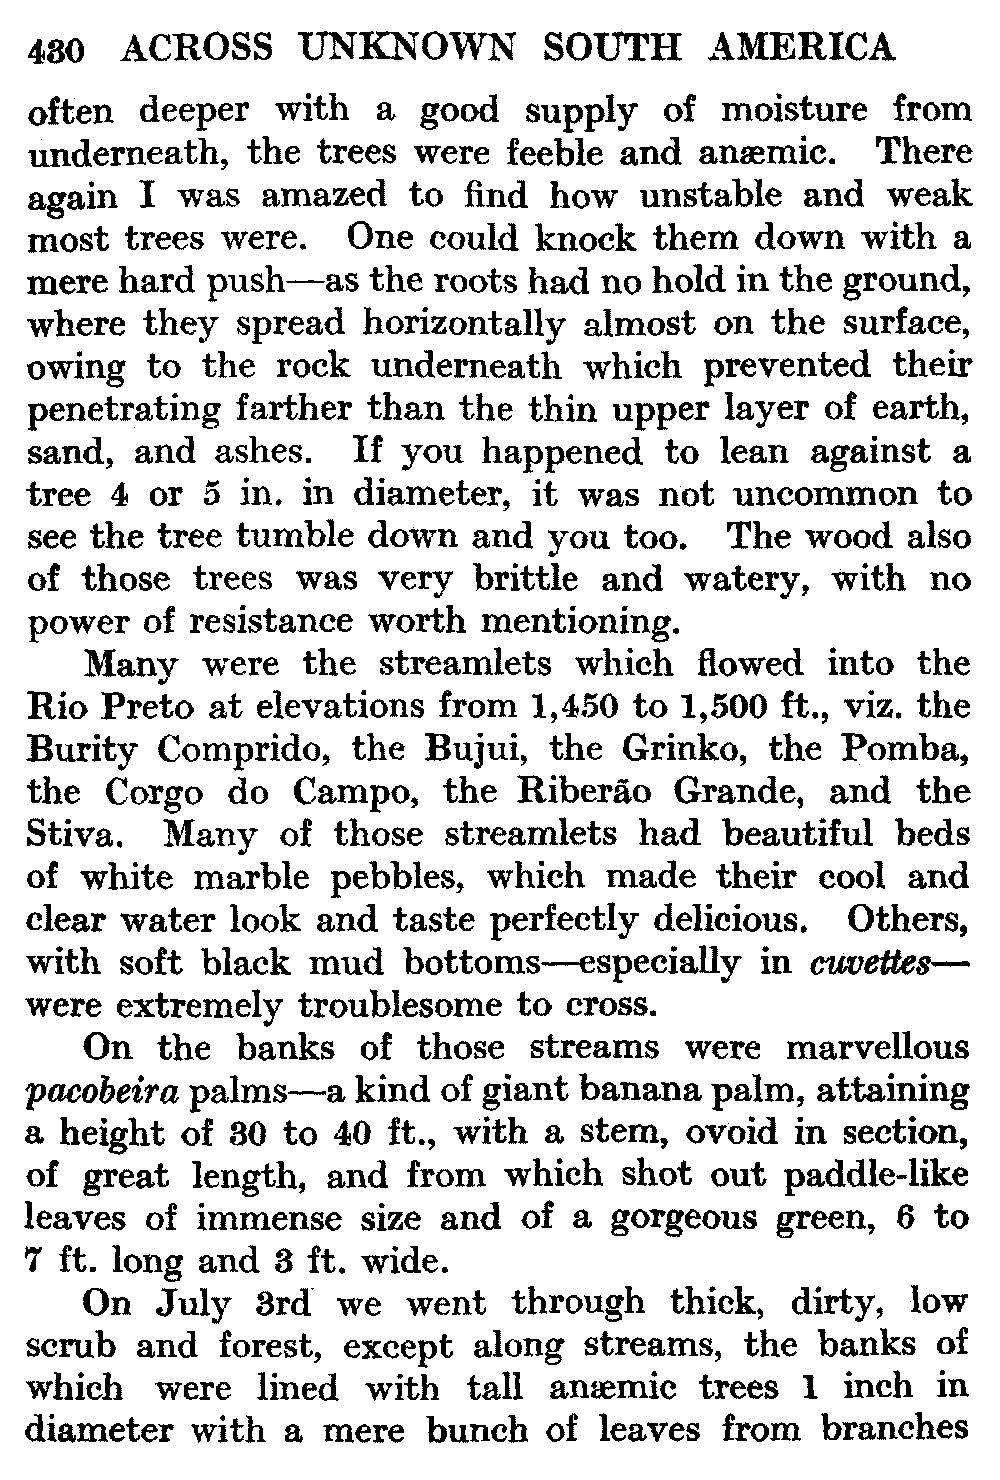 430 ACROSS UNKNOWN SOUTH AMERICA
often deeper with a good supply of moisture from
underneath, the trees were feeble and anæmic. There
again I was amazed to find how unstable and weak
most trees were. One could knock them down with a
mere hard push—as the roots had no hold in the ground,
where they spread horizontally almost on the surface,
owing to the rock underneath which prevented their
penetrating farther than the thin upper layer of earth,
sand, and ashes. If you happened to lean against a
tree 4 or 5 in. in diameter, it was not uncommon to
see the tree tumble down and you too. The wood also
of those trees was very brittle and watery, with no
power of resistance worth mentioning.
Many were the streamlets which flowed into the
Rio Preto at elevations from 1,450 to 1,500 ft., viz. the
Burity Comprido, the Bujui, the Grinko, the Pomba,
the Corgo do Campo, the Riberão Grande, and the
Stiva. Many of those streamlets had beautiful beds
of white marble pebbles, which made their cool and
clear water look and taste perfectly delicious. Others,
with soft black mud bottoms—especially in cuvettes—
were extremely troublesome to cross.
On the banks of those streams were marvellous
pacobeira palms—a kind of giant banana palm, attaining
a height of 30 to 40 ft., with a stem, ovoid in section,
of great length, and from which shot out paddle-like
leaves of immense size and of a gorgeous green, 6 to
7 ft. long and 3 ft. wide.
On July 3rd we went through thick, dirty, low
scrub and forest, except along streams, the banks of
which were lined with tall anæmic trees 1 inch in
diameter with a mere bunch of leaves from branches